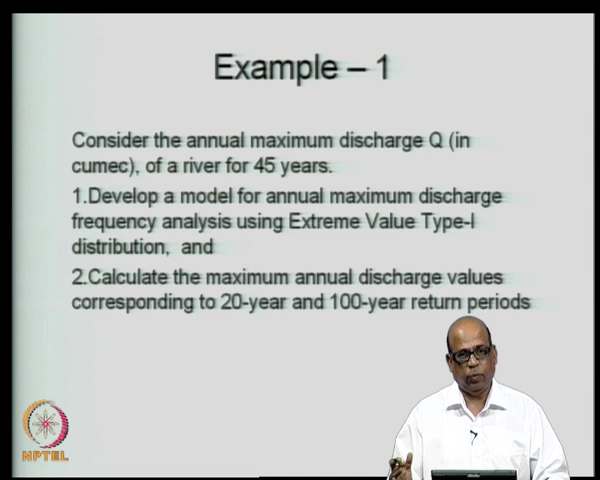 Example – 1
Consider the annual maximum discharge Q (in
cumec), of a river for 45 years.
1.Develop a model for annual maximum discharge
frequency analysis using Extreme Value Type-I
distribution, and
2.Calculate the maximum annual discharge values
corresponding to 20-year and 100-year return periods
NPTEL